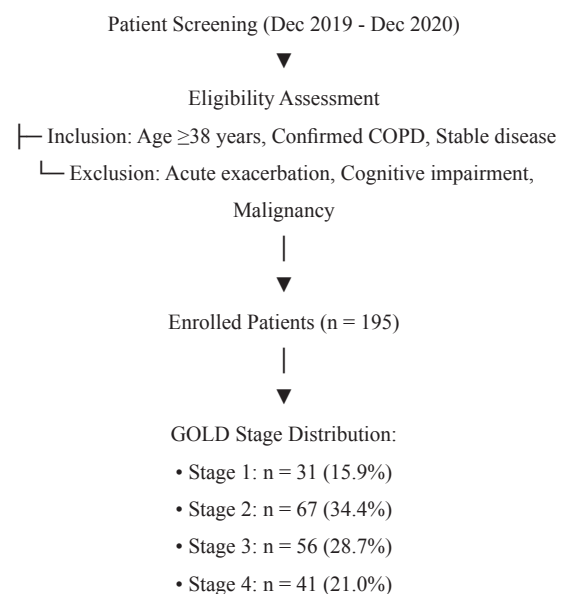 Patient Screening (Dec 2019 - Dec 2020)
▼
Eligibility Assessment
├─ Inclusion: Age ≥38 years, Confirmed COPD, Stable disease
└─ Exclusion: Acute exacerbation, Cognitive impairment,
Malignancy
│
▼
Enrolled Patients (n = 195)
│
▼
GOLD Stage Distribution:
• Stage 1: n = 31 (15.9%)
• Stage 2: n = 67 (34.4%)
• Stage 3: n = 56 (28.7%)
• Stage 4: n = 41 (21.0%)